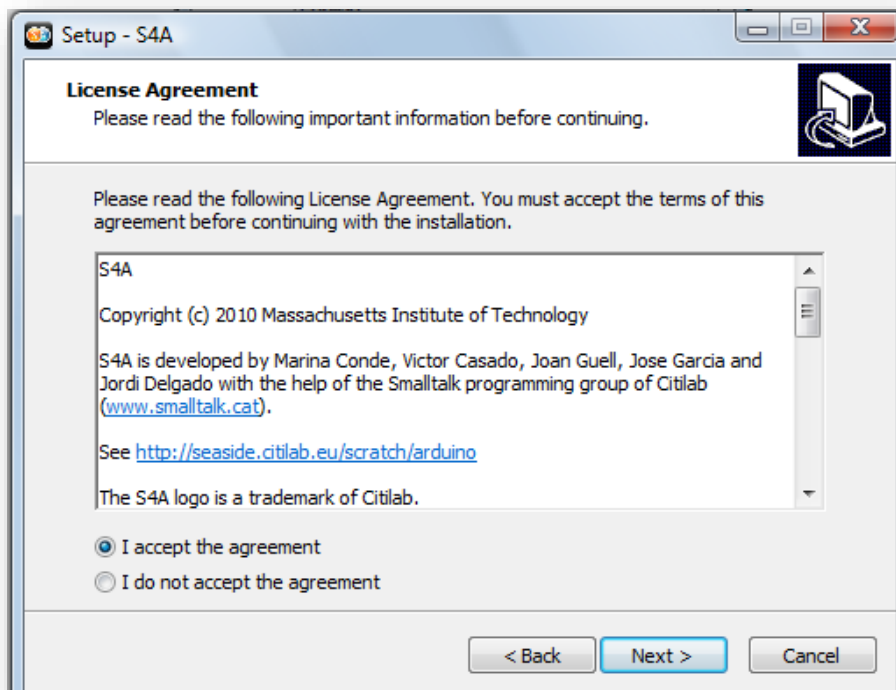 Setup - S4A
License Agreement
Please read the following important information before continuing.
Please read the following License Agreement. You must accept the terms of this
agreement before continuing with the installation.
S4A
Copyright (c) 2010 Massachusetts Institute of Technology
S4A is developed by Marina Conde, Victor Casado, Joan Guell, Jose Garcia and
Jordi Delgado with the help of the Smalltalk programming group of Citilab
(www.smalltalk.cat).
See http://seaside.citilab.eu/scratch/arduino
The S4A logo is a trademark of Citilab.
I accept the agreement
I do not accept the agreement
< Back Next > Cancel